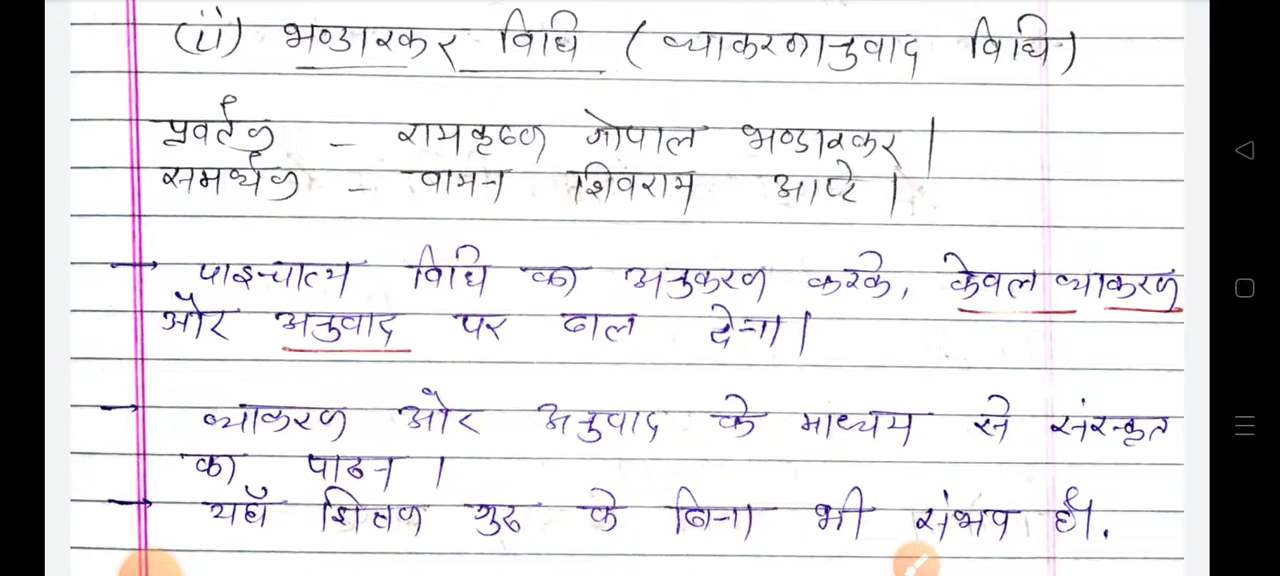 (ii) भण्डारकर विधि ( व्याकरणानुवाद विधि )
प्रवर्तक - रामकृष्ण गोपाल भण्डारकर |
समर्थक - वामन शिवराम आप्टे |
→ पाश्चात्य विधि का अनुकरण करके, केवल व्याकरण
और अनुवाद पर बल देना |
→ व्याकरण और अनुवाद के माध्यम से संस्कृत
का पाठन |
→ यहाँ शिक्षण गुरु के बिना भी संभव है.